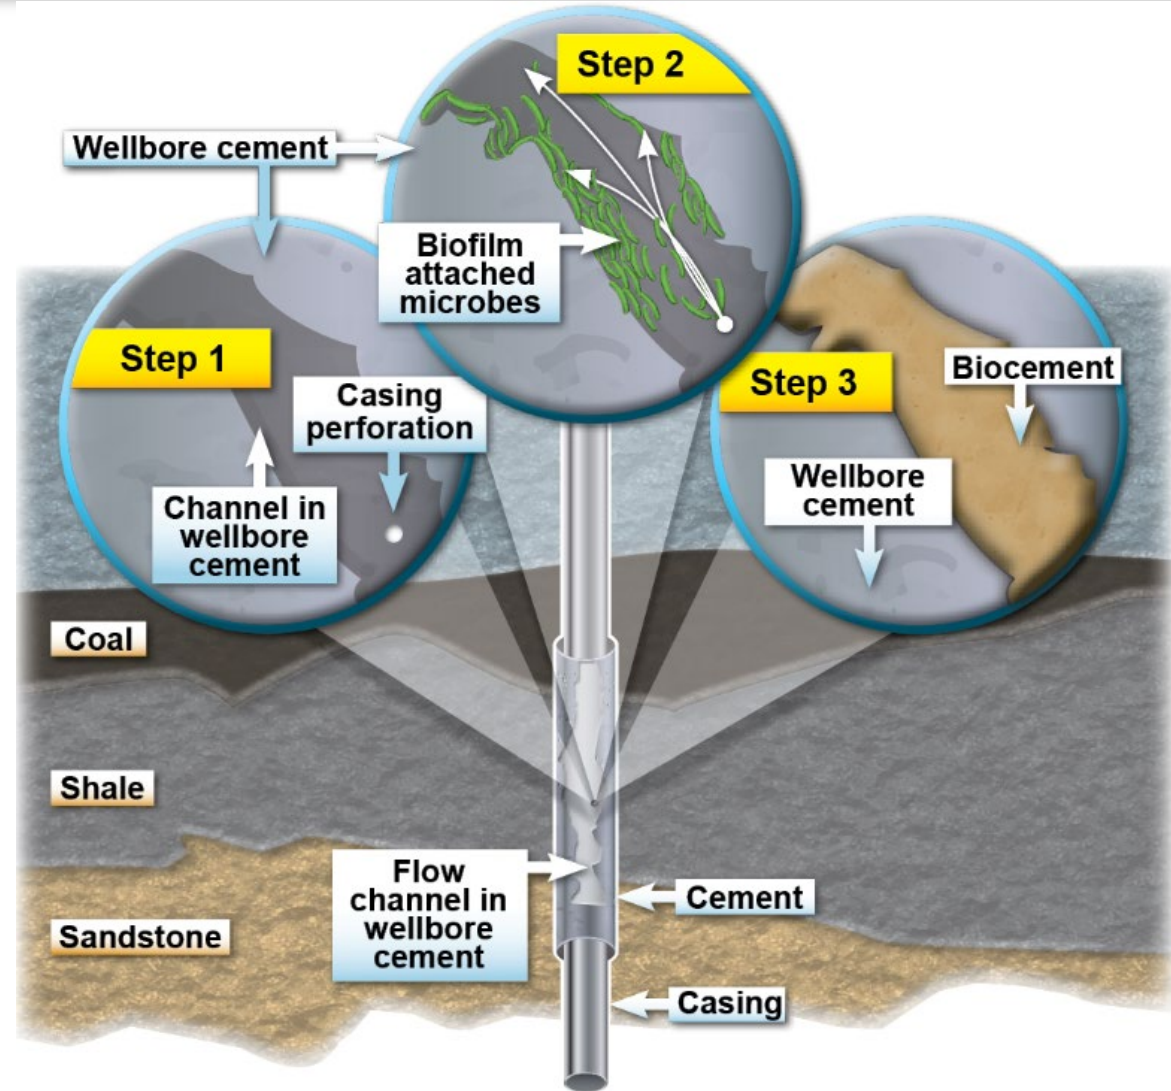 Step 2
Wellbore cement
Biofilm
attached
microbes
Step 1
Casing
perforation
Channel in
wellbore
cement
Step 3
Biocement
Wellbore
cement
Coal
Shale
Flow
channel in
wellbore
cement
Cement
Sandstone
Casing